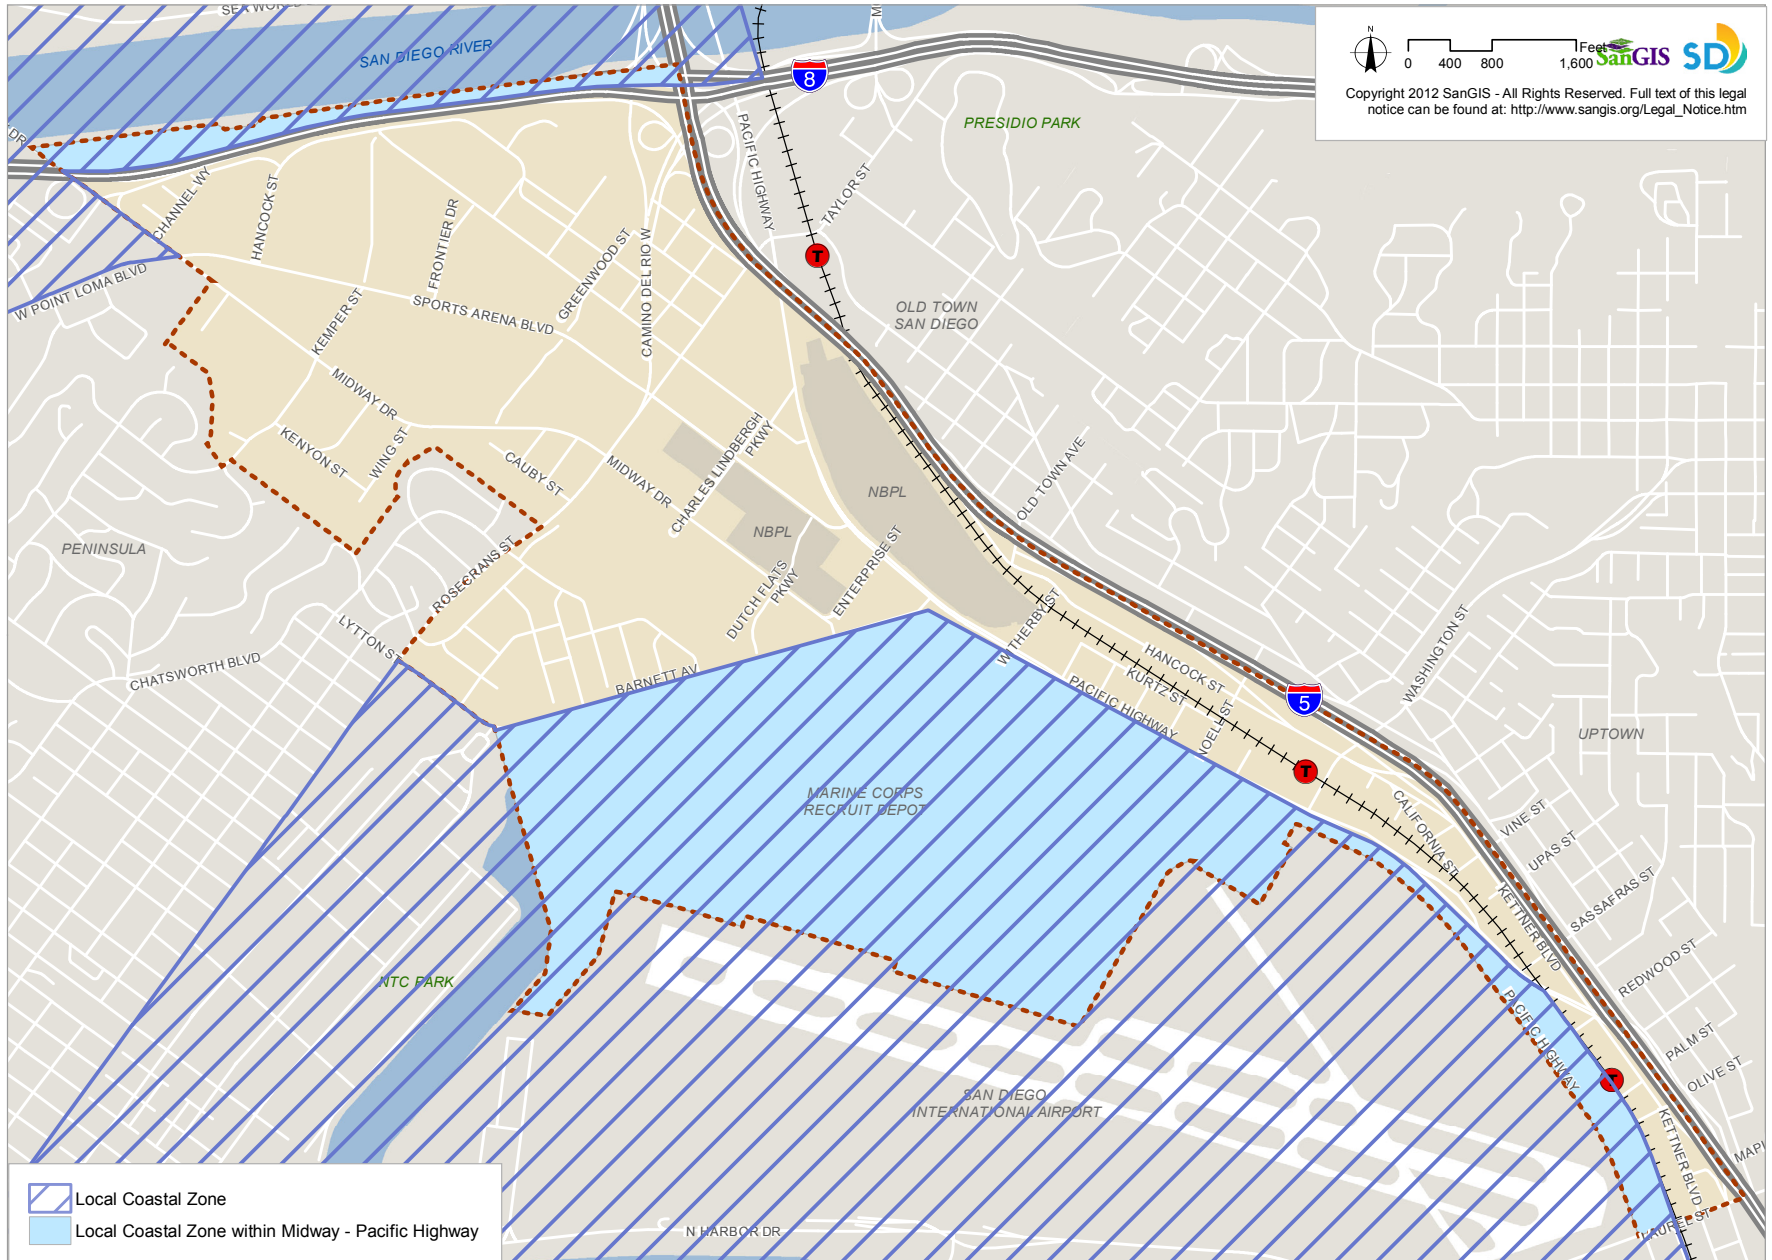 SEA WORLD
SAN DIEGO RIVER
8
N
0 400 800 1,600
Feet
SanGIS
SD
Copyright 2012 SanGIS - All Rights Reserved. Full text of this legal
notice can be found at: http://www.sangis.org/Legal_Notice.htm
DR
PACIFIC HIGHWAY
PRESIDIO PARK
TAYLOR ST
CHANNEL WY
HANCOCK ST
FRONTIER DR
GREENWOOD ST
CAMINO DEL RIO W
T
W POINT LOMA BLVD
SPORTS ARENA BLVD
KEMPER ST
OLD TOWN
SAN DIEGO
MIDWAY DR
KENYON ST
WING ST
CAUBY ST
MIDWAY DR
CHARLES LINDBERGH
PKWY
NBPL
NBPL
OLD TOWN AVE
ENTERPRISE ST
DUTCH FLATS
PKWY
PENINSULA
ROSECRANS ST
LYTTON ST
CHATSWORTH BLVD
BARNETT AV
WITHERBY ST
HANCOCK ST
KURTZ ST
PACIFIC HIGHWAY
NOELL ST
5
WASHINGTON ST
UPTOWN
T
MARINE CORPS
RECRUIT DEPOT
CALIFORNIA ST
VINE ST
UPAS ST
SASSAFRAS ST
KETTNER BLVD
REDWOOD ST
NTC PARK
PACIFIC HIGHWAY
PALM ST
OLIVE ST
T
SAN DIEGO
INTERNATIONAL AIRPORT
KETTNER BLVD
MAPL
LAUREL ST
N HARBOR DR
Local Coastal Zone
Local Coastal Zone within Midway - Pacific Highway